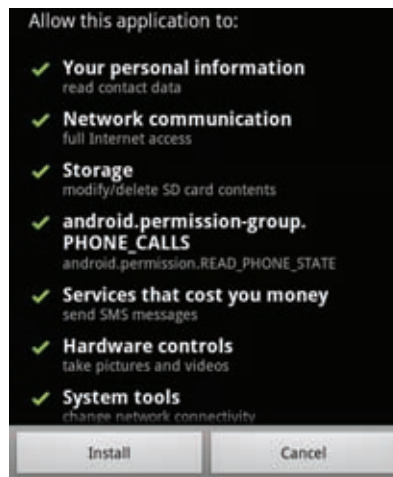 Allow this application to:
Your personal information
read contact data
Network communication
full Internet access
Storage
modify/delete SD card contents
android.permission-group.
PHONE_CALLS
android.permission.READ_PHONE_STATE
Services that cost you money
send SMS messages
Hardware controls
take pictures and videos
System tools
change network connectivity
Install
Cancel